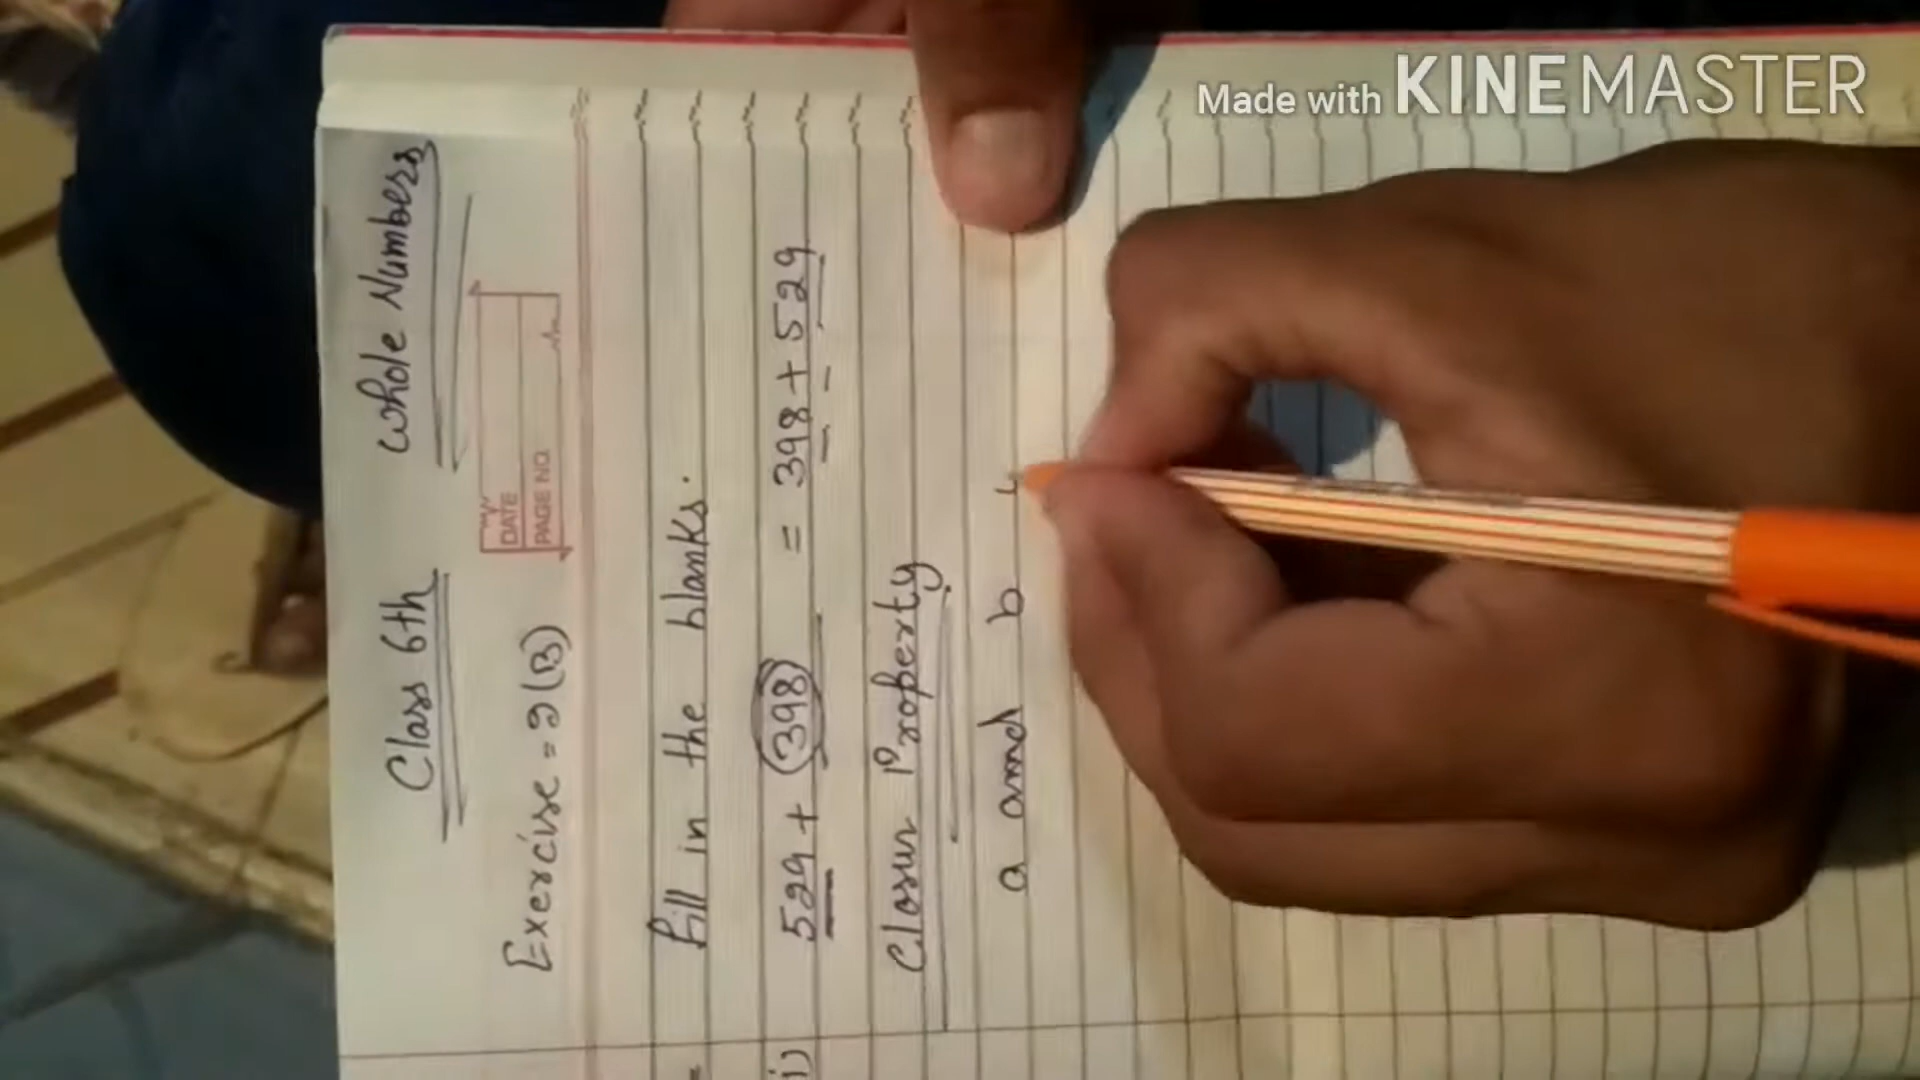 Made with KINEMASTER
Class 6th Whole Numbers
DATE
PAGE NO.
Exercise = 2(B)
fill in the blanks.
i) 529 + (398) = 398 + 529
Closur Property
a and b